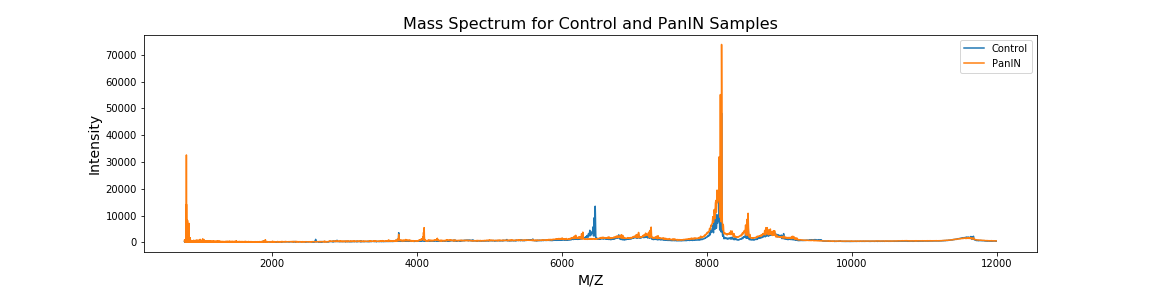 Mass Spectrum for Control and PanIN Samples
Control
PanIN
Intensity
70000
60000
50000
40000
30000
20000
10000
0
2000
4000
6000
8000
10000
12000
M/Z